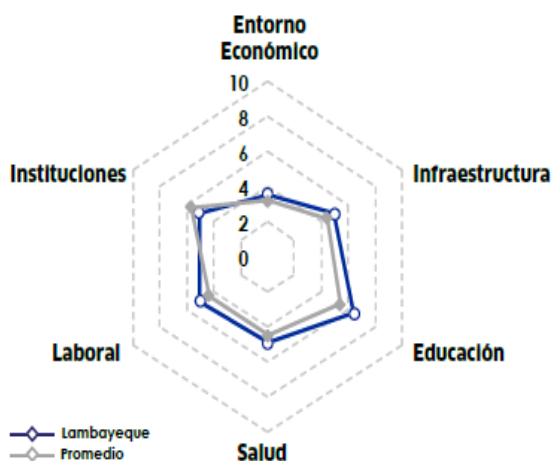 Entorno
Económico
10
8
6
4
2
0
Instituciones
Infraestructura
Laboral
Educación
Salud
Lambayeque
Promedio